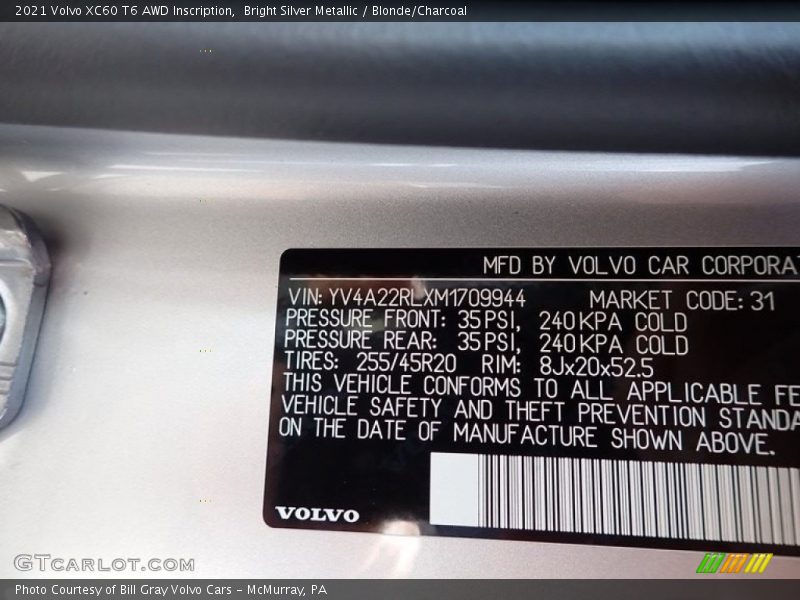 2021 Volvo XC60 T6 AWD Inscription,  Bright Silver Metallic / Blonde/Charcoal
MFD BY VOLVO CAR CORPORAT
VIN: YV4A22RLXM1709944 MARKET CODE: 31
PRESSURE FRONT: 35 PSI, 240 KPA COLD
PRESSURE REAR: 35 PSI, 240 KPA COLD
TIRES: 255/45R20 RIM: 8Jx20x52.5
THIS VEHICLE CONFORMS TO ALL APPLICABLE FE
VEHICLE SAFETY AND THEFT PREVENTION STANDA
ON THE DATE OF MANUFACTURE SHOWN ABOVE.
VOLVO
GTcarlot.com
Photo Courtesy of Bill Gray Volvo Cars - McMurray, PA